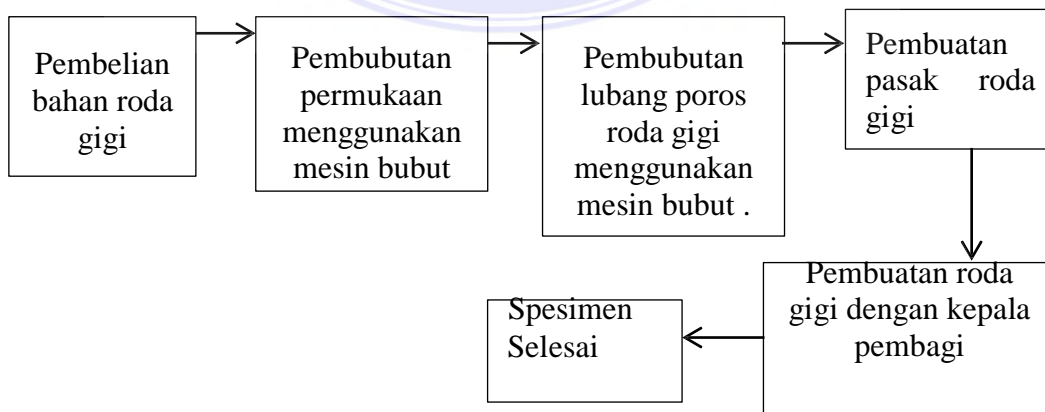 Pembelian
bahan roda
gigi
Pembubutan
permukaan
menggunakan
mesin bubut
Pembubutan
lubang poros
roda gigi
menggunakan
mesin bubut .
Pembuatan
pasak roda
gigi
Pembuatan roda
gigi dengan kepala
pembagi
Spesimen
Selesai